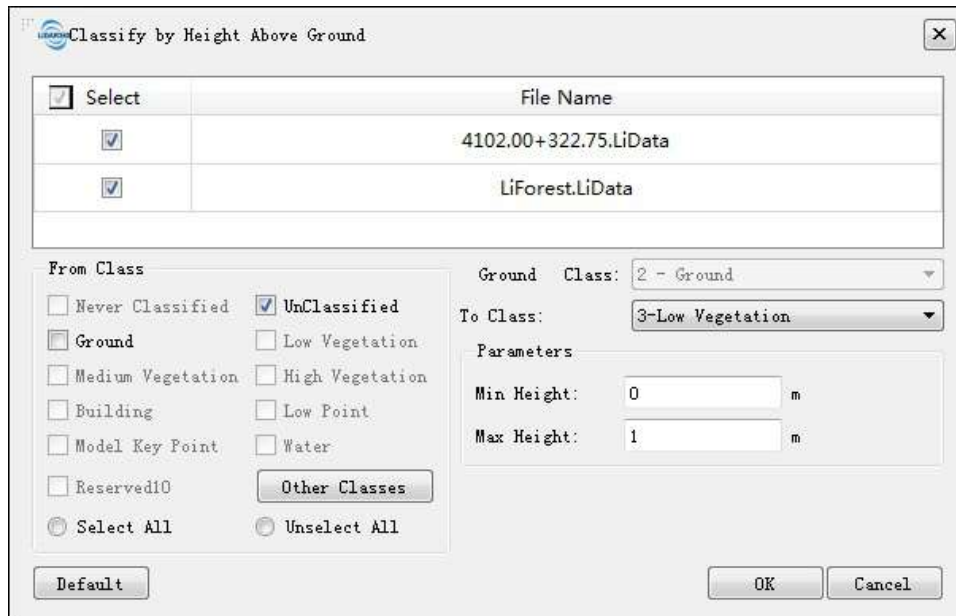 Classify by Height Above Ground
Select File Name
4102.00+322.75.LiData
LiForest.LiData
From Class
Never Classified UnClassified
Ground Low Vegetation
Medium Vegetation High Vegetation
Building Low Point
Model Key Point Water
Reserved10 Other Classes
Select All Unselect All
Ground Class: 2 - Ground
To Class: 3-Low Vegetation
Parameters
Min Height: 0 m
Max Height: 1 m
Default OK Cancel